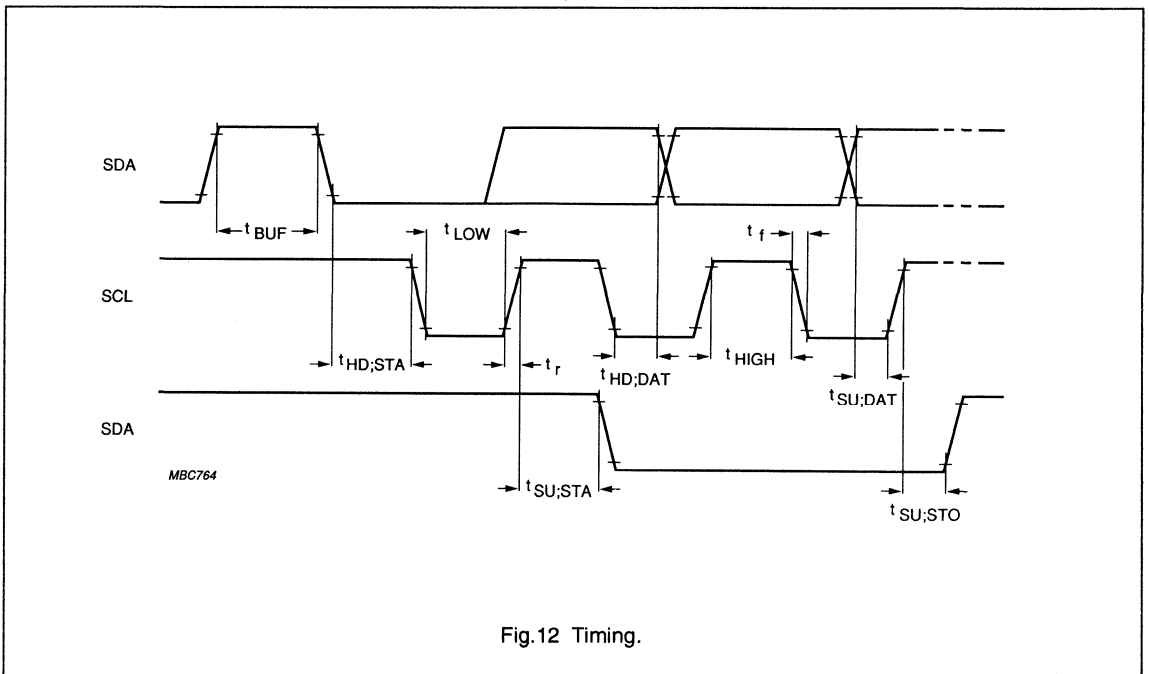 SDA
t BUF
t LOW
t f
SCL
t HD;STA
t r
t HD;DAT
t HIGH
t SU;DAT
SDA
MBC764
t SU;STA
t SU;STO
Fig.12 Timing.